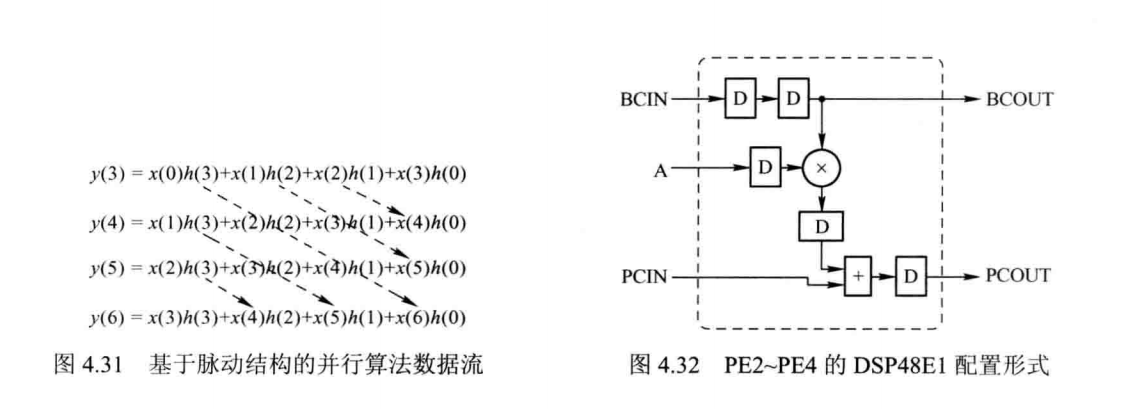 y(3) = x(0)h(3)+x(1)h(2)+x(2)h(1)+x(3)h(0)
y(4) = x(1)h(3)+x(2)h(2)+x(3)h(1)+x(4)h(0)
y(5) = x(2)h(3)+x(3)h(2)+x(4)h(1)+x(5)h(0)
y(6) = x(3)h(3)+x(4)h(2)+x(5)h(1)+x(6)h(0)
图 4.31 基于脉动结构的并行算法数据流
BCIN D D BCOUT
A D ×
D
PCIN + D PCOUT
图 4.32 PE2~PE4 的 DSP48E1 配置形式